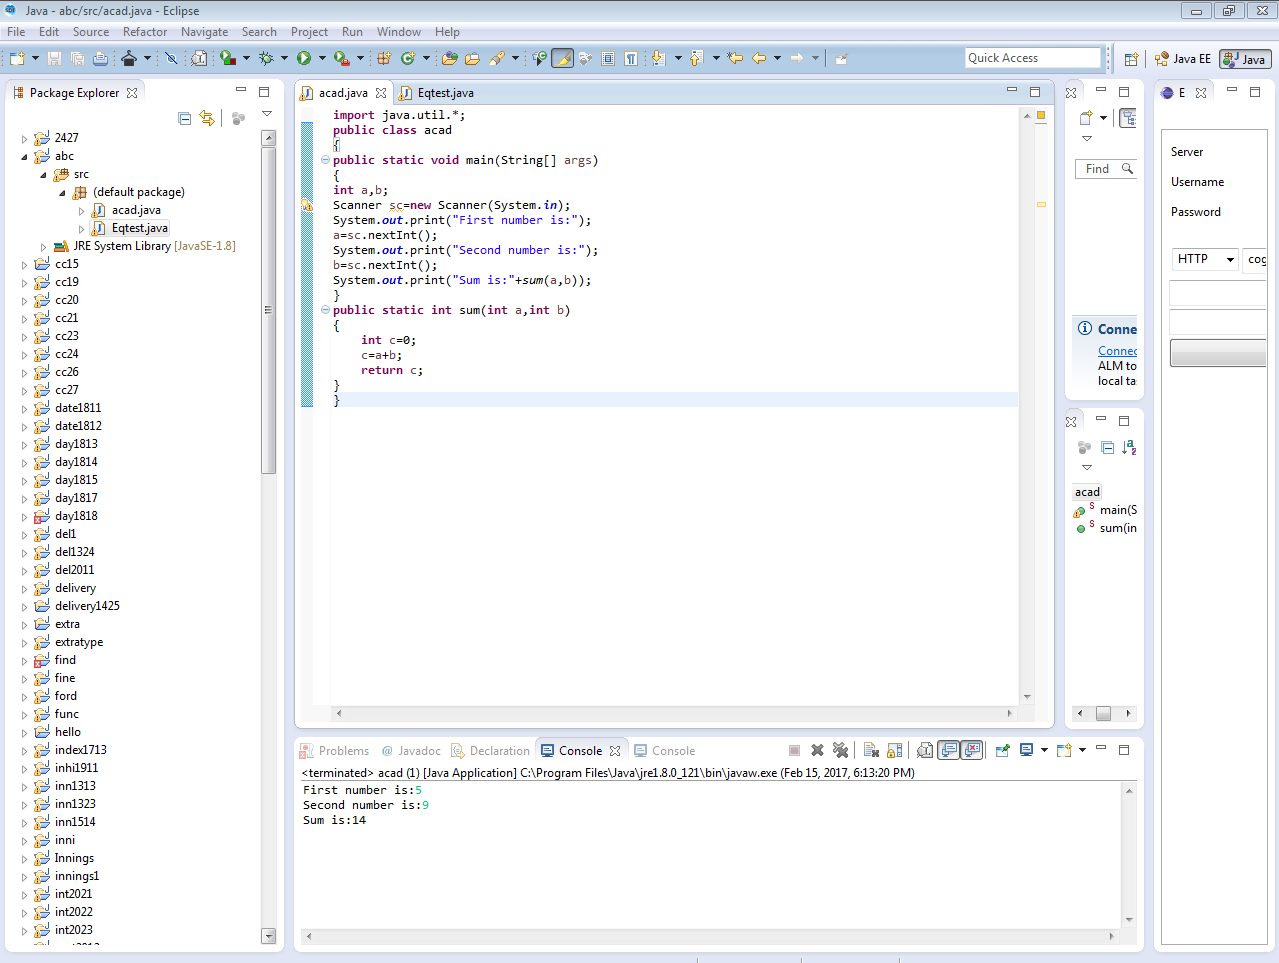 Java - abc/src/acad.java - Eclipse
File Edit Source Refactor Navigate Search Project Run Window Help
Quick Access
Java EE
Java
Package Explorer
2427
abc
src
(default package)
acad.java
Eqtest.java
JRE System Library [JavaSE-1.8]
cc15
cc19
cc20
cc21
cc23
cc24
cc26
cc27
date1811
date1812
day1813
day1814
day1815
day1817
day1818
del1
del1324
del2011
delivery
delivery1425
extra
extratype
find
fine
ford
func
hello
index1713
inhi1911
inn1313
inn1323
inn1514
inni
Innings
innings1
int2021
int2022
int2023
acad.java
Eqtest.java
import java.util.*;
public class acad
{
public static void main(String[] args)
{
int a,b;
Scanner sc=new Scanner(System.in);
System.out.print("First number is:");
a=sc.nextInt();
System.out.print("Second number is:");
b=sc.nextInt();
System.out.print("Sum is:"+sum(a,b));
}
public static int sum(int a,int b)
{
int c=0;
c=a+b;
return c;
}
}
Find
Conne
Connec
ALM to
local ta
acad
main(S
sum(in
E
Server
Username
Password
HTTP
cog
Problems @ Javadoc Declaration Console Console
<terminated> acad (1) [Java Application] C:\Program Files\Java\jre1.8.0_121\bin\javaw.exe (Feb 15, 2017, 6:13:20 PM)
First number is:5
Second number is:9
Sum is:14